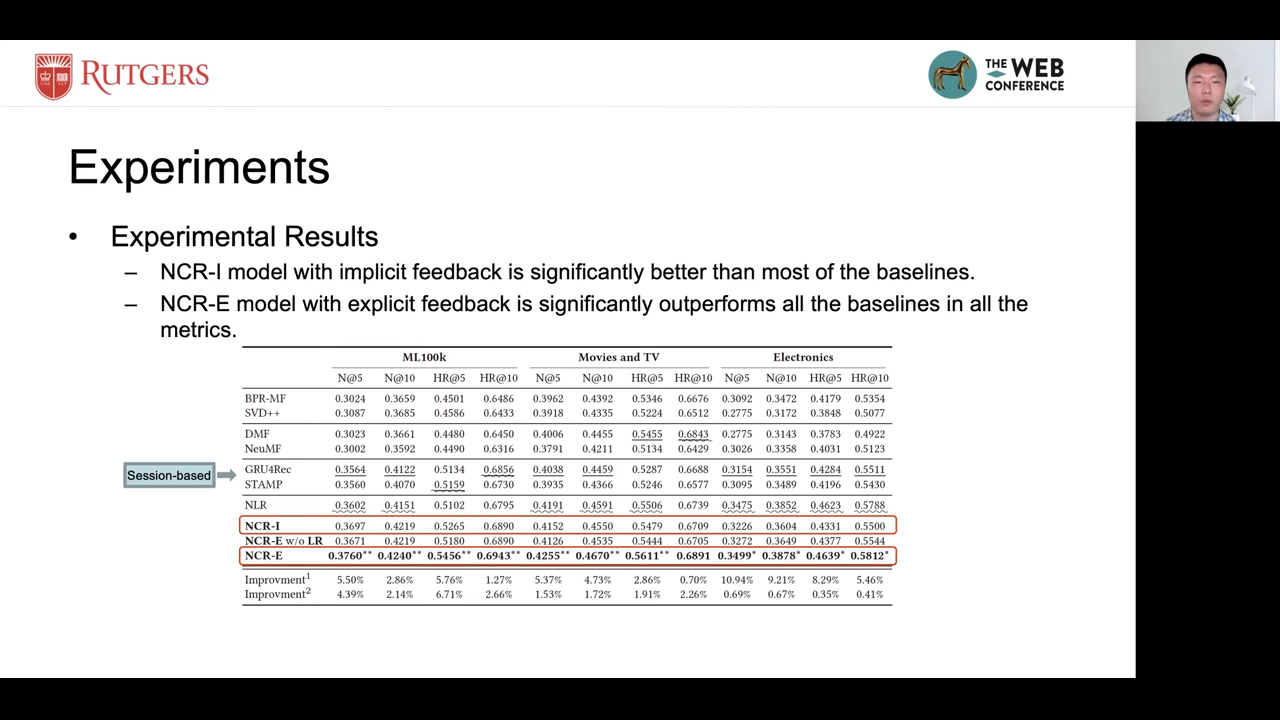 RUTGERS
THE WEB
CONFERENCE
Experiments
• Experimental Results
– NCR-I model with implicit feedback is significantly better than most of the baselines.
– NCR-E model with explicit feedback is significantly outperforms all the baselines in all the
metrics.
ML100k Movies and TV Electronics
N@5 N@10 HR@5 HR@10 N@5 N@10 HR@5 HR@10 N@5 N@10 HR@5 HR@10
BPR-MF 0.3024 0.3659 0.4501 0.6486 0.3962 0.4392 0.5346 0.6676 0.3092 0.3472 0.4179 0.5354
SVD++ 0.3087 0.3685 0.4586 0.6433 0.3918 0.4335 0.5224 0.6512 0.2775 0.3172 0.3848 0.5077
DMF 0.3023 0.3661 0.4480 0.6450 0.4006 0.4455 0.5455 0.6843 0.2775 0.3143 0.3783 0.4922
NeuMF 0.3002 0.3592 0.4490 0.6316 0.3791 0.4211 0.5134 0.6429 0.3026 0.3358 0.4031 0.5123
Session-based
GRU4Rec 0.3564 0.4122 0.5134 0.6856 0.4038 0.4459 0.5287 0.6688 0.3154 0.3551 0.4284 0.5511
STAMP 0.3560 0.4070 0.5159 0.6730 0.3935 0.4366 0.5246 0.6577 0.3095 0.3489 0.4196 0.5430
NLR 0.3602 0.4151 0.5102 0.6795 0.4191 0.4591 0.5506 0.6739 0.3475 0.3852 0.4623 0.5788
NCR-I 0.3697 0.4219 0.5265 0.6890 0.4152 0.4550 0.5479 0.6709 0.3226 0.3604 0.4331 0.5500
NCR-E w/o LR 0.3671 0.4219 0.5180 0.6890 0.4126 0.4535 0.5444 0.6705 0.3272 0.3649 0.4377 0.5544
NCR-E 0.3760** 0.4240** 0.5456** 0.6943** 0.4255** 0.4670** 0.5611** 0.6891 0.3499* 0.3878* 0.4639* 0.5812*
Improvment1 5.50% 2.86% 5.76% 1.27% 5.37% 4.73% 2.86% 0.70% 10.94% 9.21% 8.29% 5.46%
Improvment2 4.39% 2.14% 6.71% 2.66% 1.53% 1.72% 1.91% 2.26% 0.69% 0.67% 0.35% 0.41%